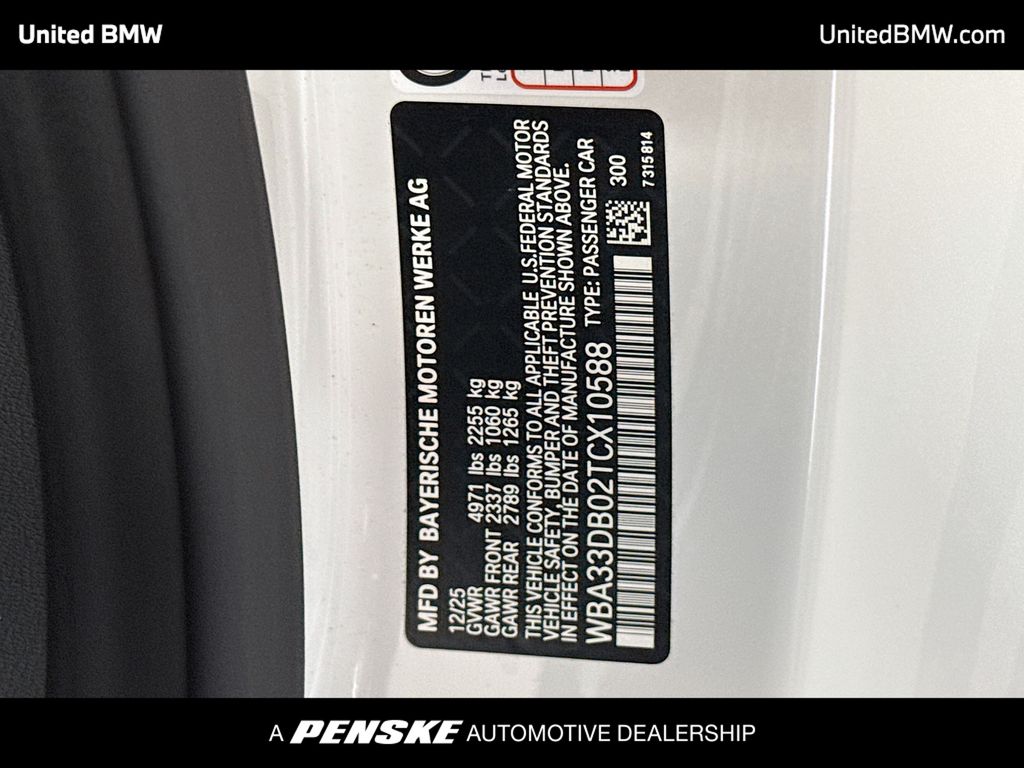 United BMW
UnitedBMW.com
MFD BY BAYERISCHE MOTOREN WERKE AG
12/25
GVWR 4971 lbs 2255 kg
GAWR FRONT 2337 lbs 1060 kg
GAWR REAR 2789 lbs 1265 kg
THIS VEHICLE CONFORMS TO ALL APPLICABLE U.S.FEDERAL MOTOR
VEHICLE SAFETY, BUMPER AND THEFT PREVENTION STANDARDS
IN EFFECT ON THE DATE OF MANUFACTURE SHOWN ABOVE.
WBA33DB02TCX10588 TYPE: PASSENGER CAR
300
7315814
A PENSKE AUTOMOTIVE DEALERSHIP